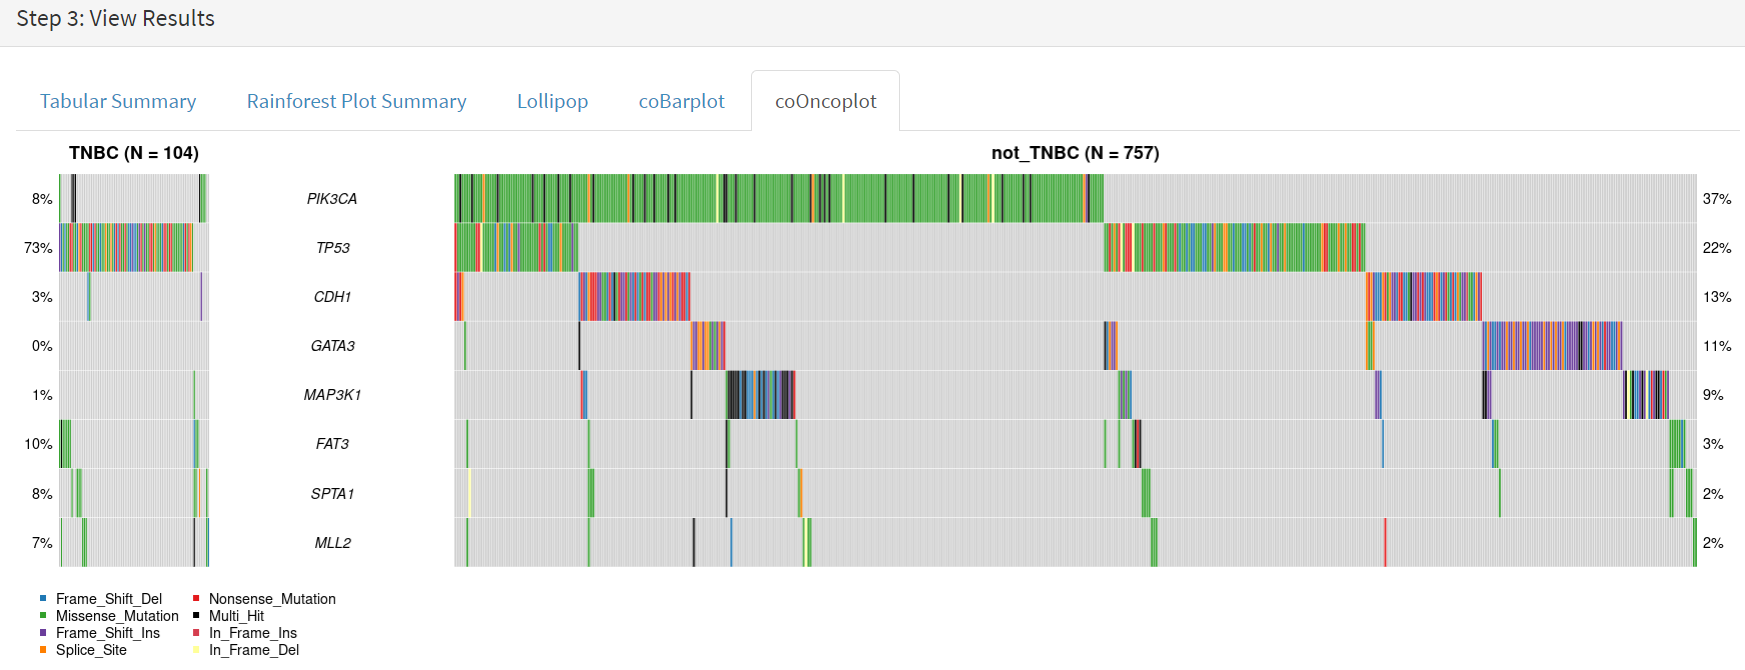 Step 3: View Results
Tabular Summary Rainforest Plot Summary Lollipop coBarplot coOncoplot
TNBC (N = 104) not_TNBC (N = 757)
8% PIK3CA 37%
73% TP53 22%
3% CDH1 13%
0% GATA3 11%
1% MAP3K1 9%
10% FAT3 3%
8% SPTA1 2%
7% MLL2 2%
Frame_Shift_Del Nonsense_Mutation
Missense_Mutation Multi_Hit
Frame_Shift_Ins In_Frame_Ins
Splice_Site In_Frame_Del